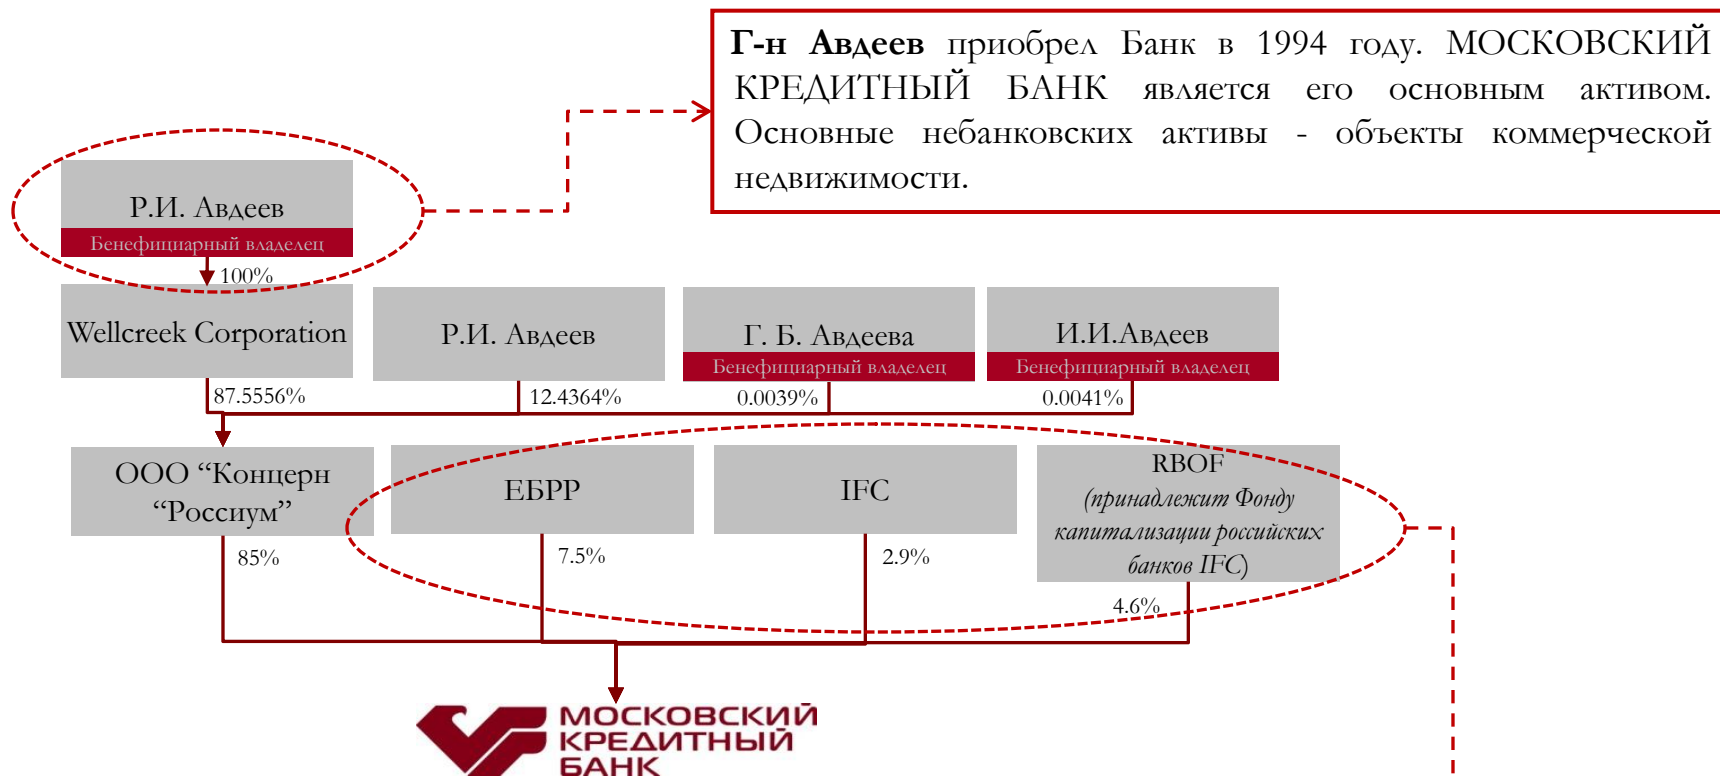 Г-н Авдеев приобрел Банк в 1994 году. МОСКОВСКИЙ
КРЕДИТНЫЙ БАНК является его основным активом.
Основные небанковских активы - объекты коммерческой
недвижимости.
Р.И. Авдеев
Бенефициарный владелец
100%
Wellcreek Corporation
Р.И. Авдеев
Г. Б. Авдеева
Бенефициарный владелец
И.И.Авдеев
Бенефициарный владелец
87.5556%
12.4364%
0.0039%
0.0041%
ООО “Концерн
“Россиум”
ЕБРР
IFC
RBOF
(принадлежит Фонду
капитализации российских
банков IFC)
85%
7.5%
2.9%
4.6%
МОСКОВСКИЙ
КРЕДИТНЫЙ
БАНК